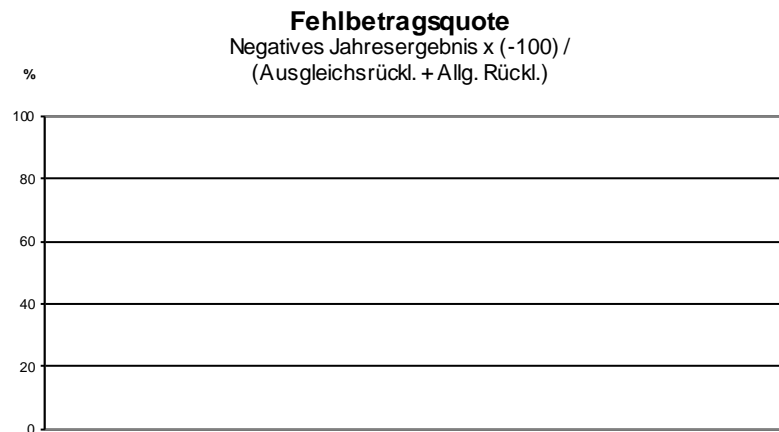 Fehlbetragsquote
Negatives Jahresergebnis x (-100) /
(Ausgleichsrückl. + Allg. Rückl.)
%
100
80
60
40
20
0